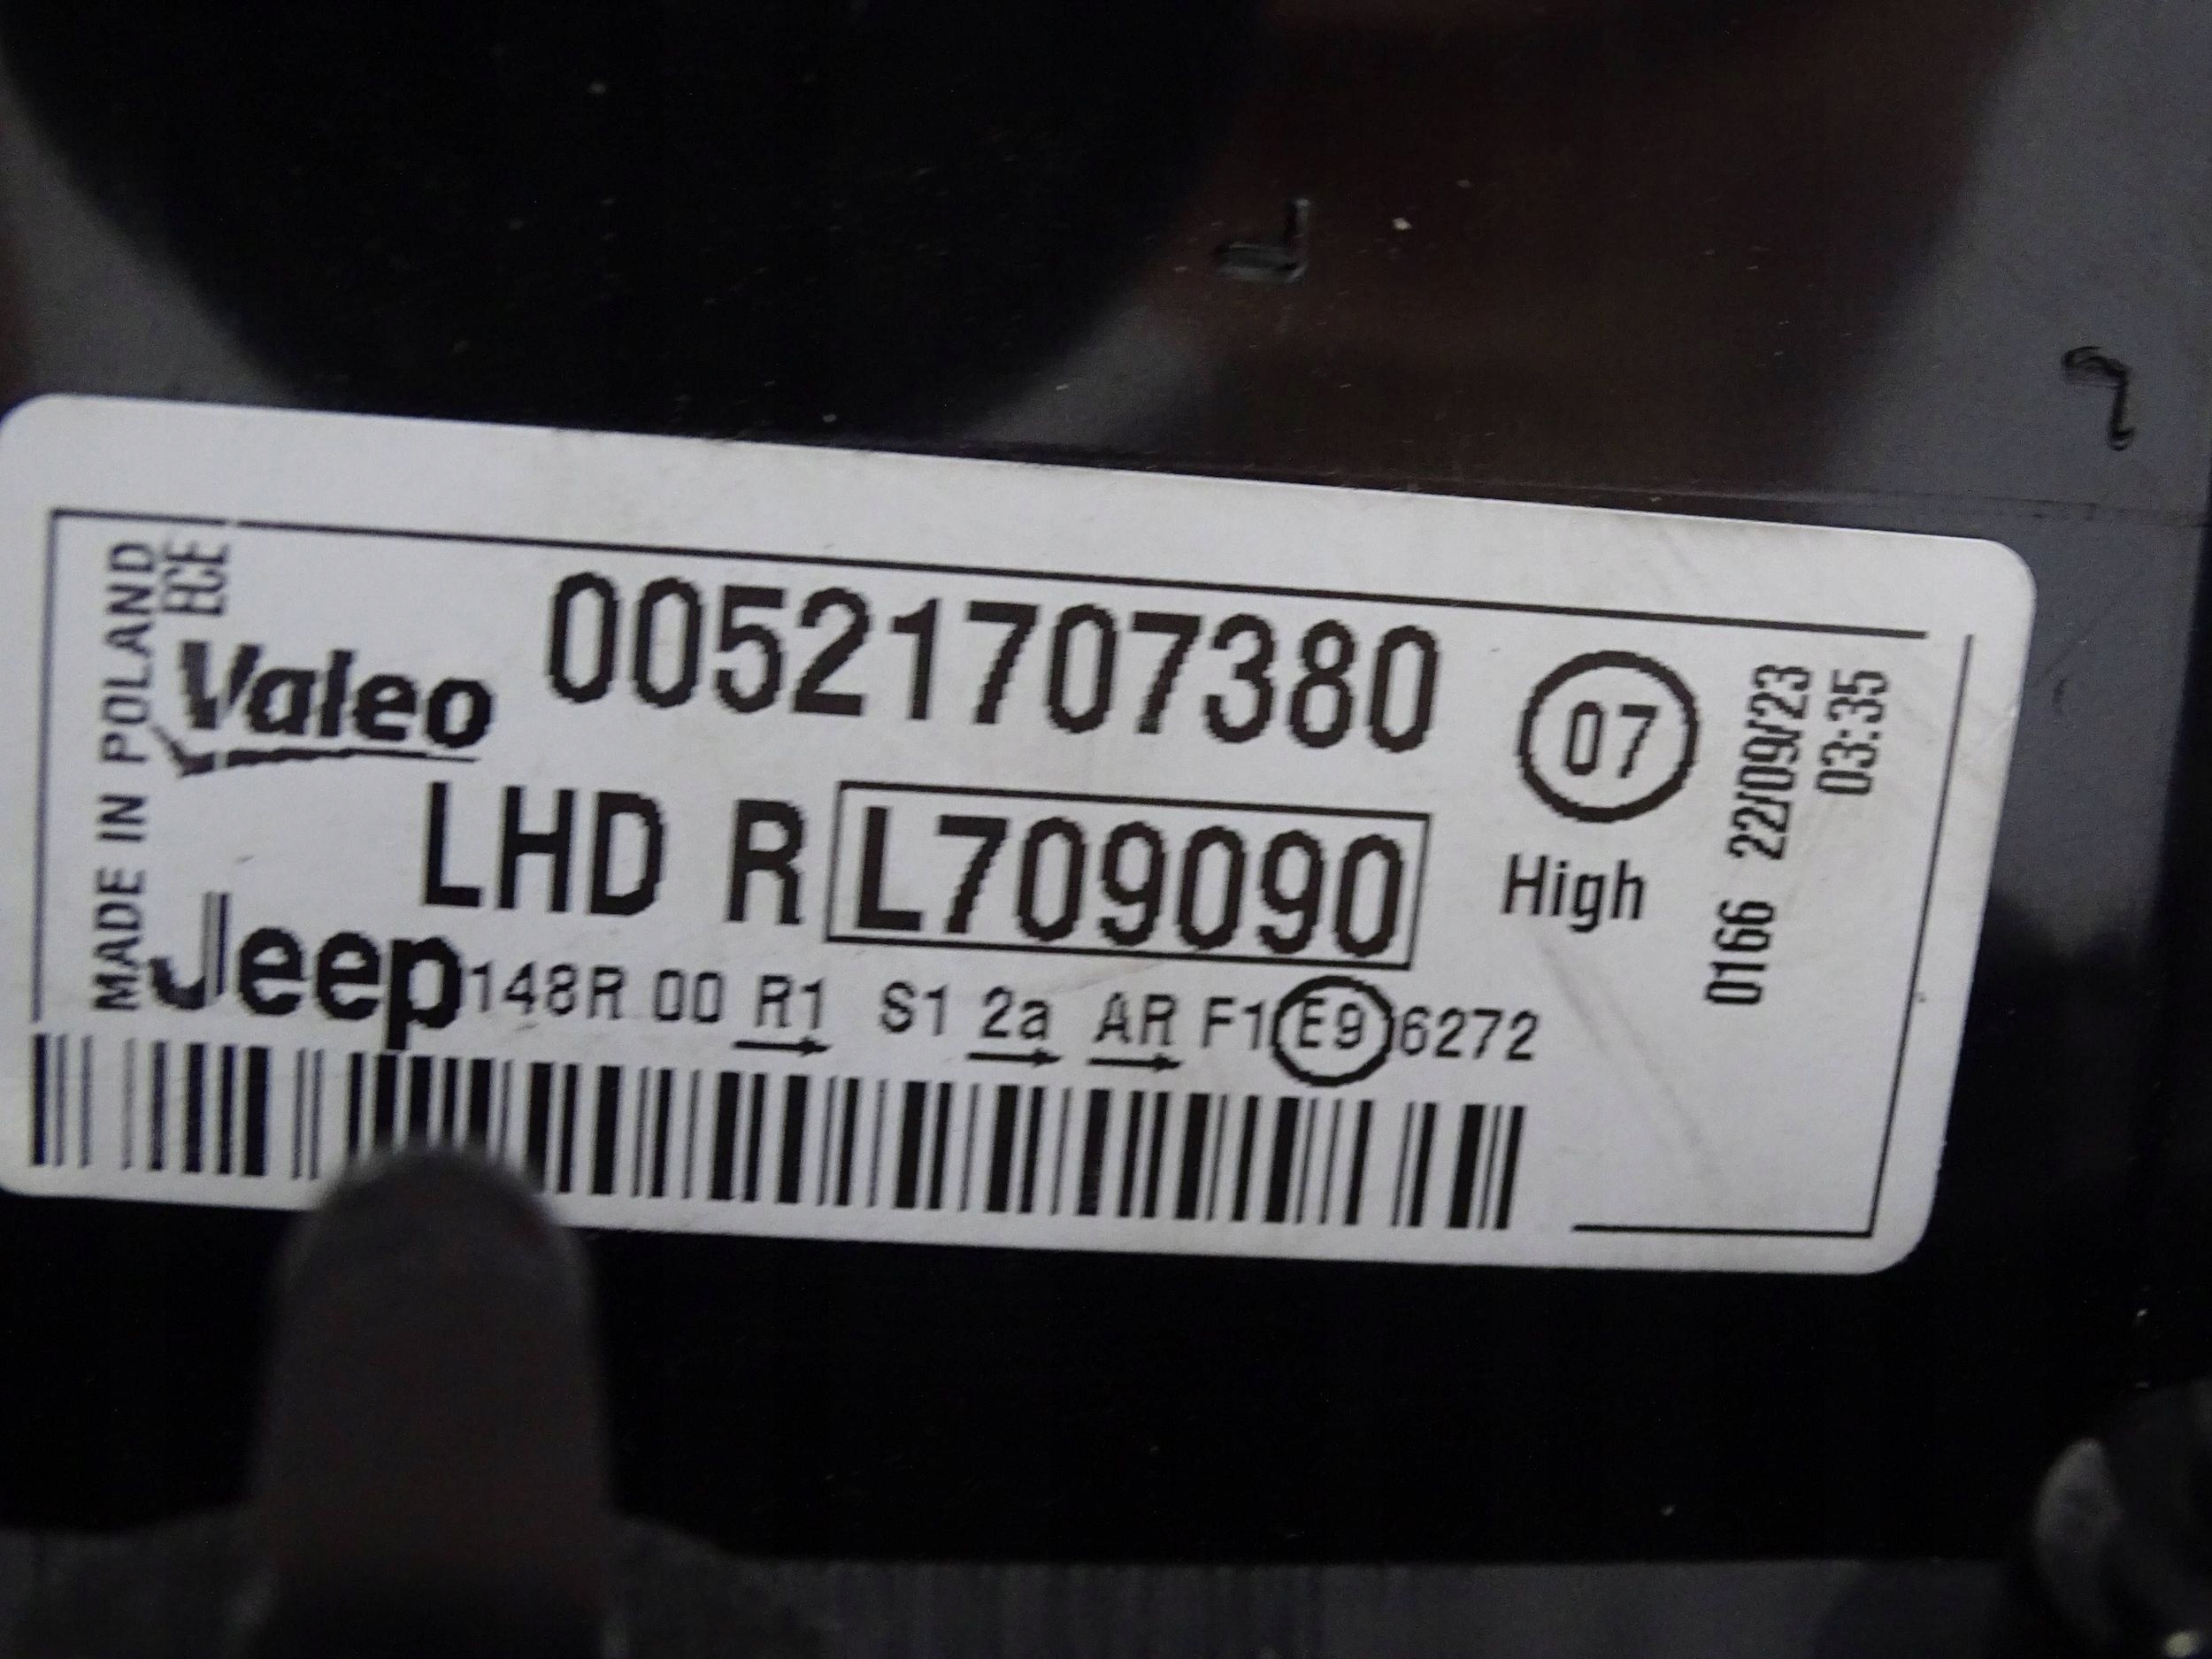 MADE IN POLAND
ECE
Valeo 00521707380
07
22/09/23
03:35
LHD R L709090
High
0166
Jeep 148R 00 R1 S1 2a AR F1 E9 6272